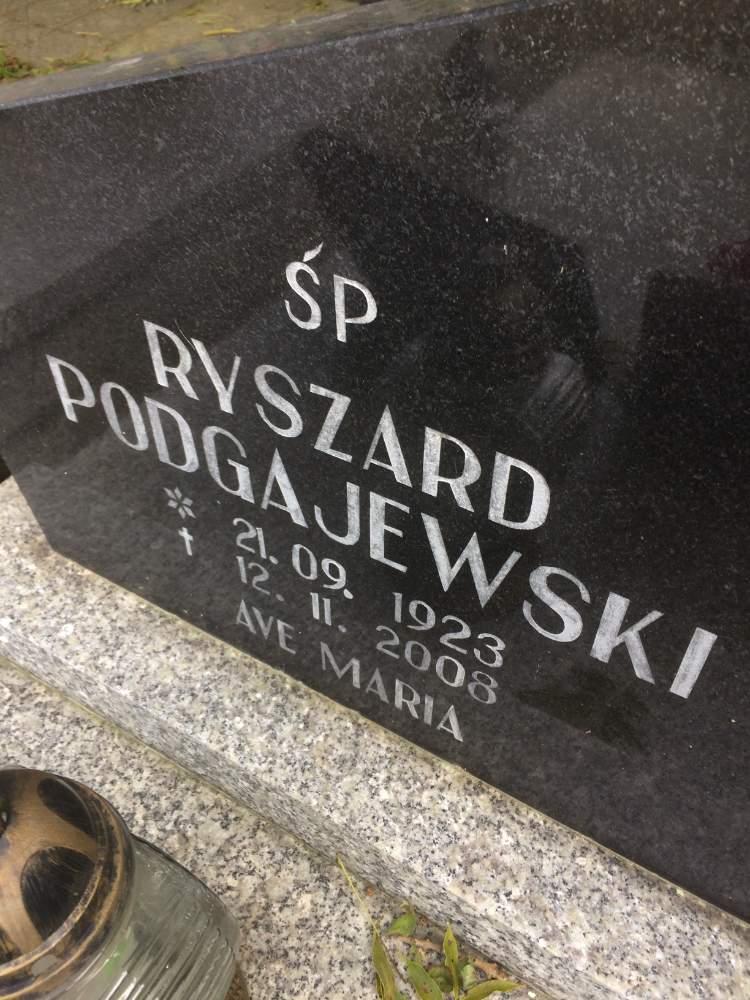 ŚP
RYSZARD
PODGAJEWSKI
* 21. 09. 1923
† 12. 11. 2008
AVE MARIA